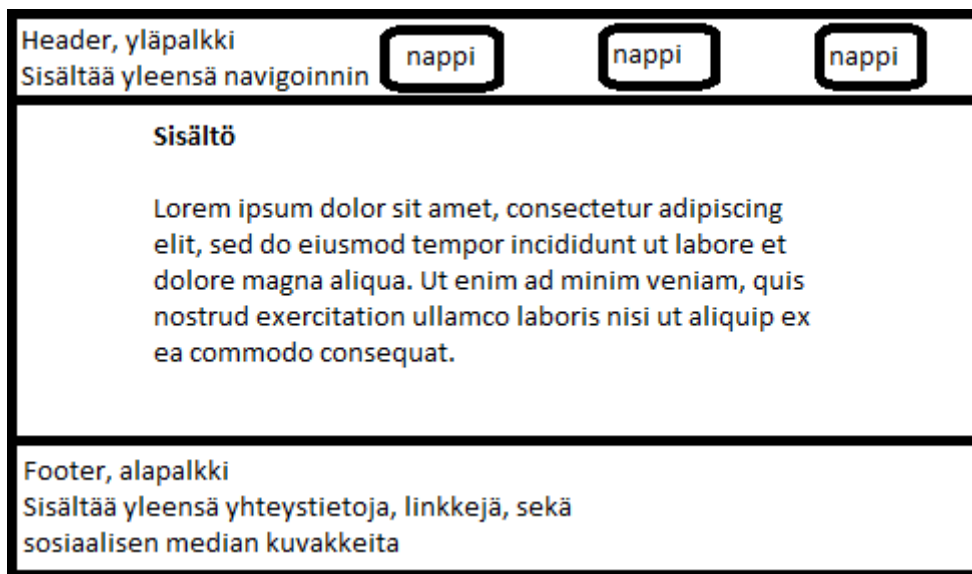 Header, yläpalkki
Sisältää yleensä navigoinnin
nappi
nappi
nappi
Sisältö
Lorem ipsum dolor sit amet, consectetur adipiscing
elit, sed do eiusmod tempor incididunt ut labore et
dolore magna aliqua. Ut enim ad minim veniam, quis
nostrud exercitation ullamco laboris nisi ut aliquip ex
ea commodo consequat.
Footer, alapalkki
Sisältää yleensä yhteystietoja, linkkejä, sekä
sosiaalisen median kuvakkeita